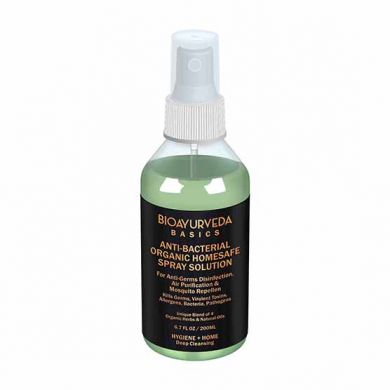 BIOAYURVEDA
BASICS
ANTI-BACTERIAL
ORGANIC HOMESAFE
SPRAY SOLUTION
For Anti-Germs Disinfection,
Air Purification &
Mosquito Repellen
Kills Germs, Virulect Toxins,
Allergens, Bacteria, Pathogens
Unique Blend of 4
Organic Herbs & Natural Oils
6.7 FL OZ / 200ML
HYGIENE + HOME
Deep Cleansing